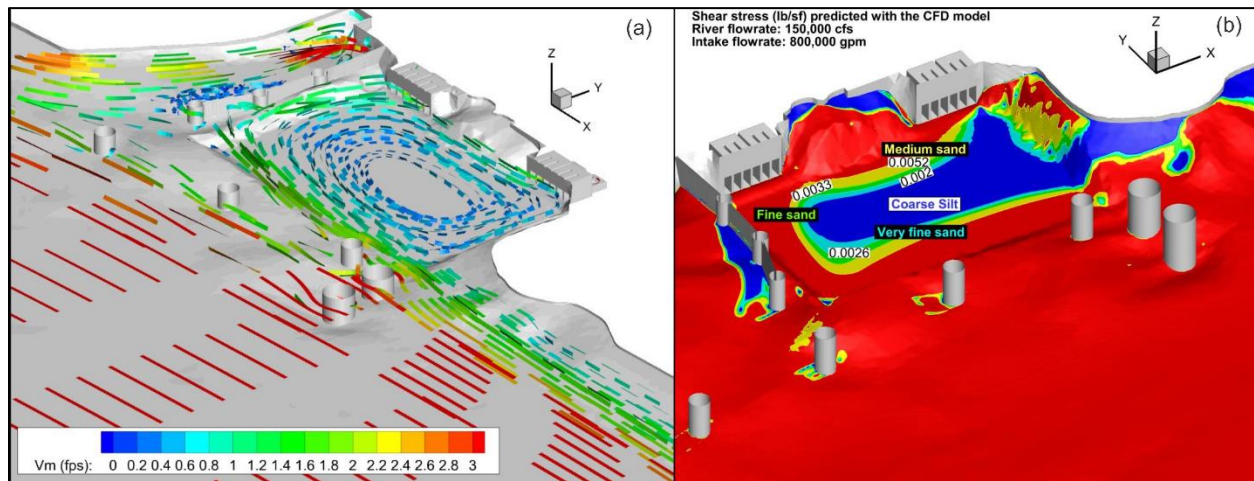 (a)
Z
Y
X
Vm (fps):
0 0.2 0.4 0.6 0.8 1 1.2 1.4 1.6 1.8 2 2.2 2.4 2.6 2.8 3
Shear stress (lb/sf) predicted with the CFD model
River flowrate: 150,000 cfs
Intake flowrate: 800,000 gpm
(b)
Z
Y
X
Medium sand
0.0052
0.002
0.0033
Coarse Silt
Fine sand
Very fine sand
0.0026